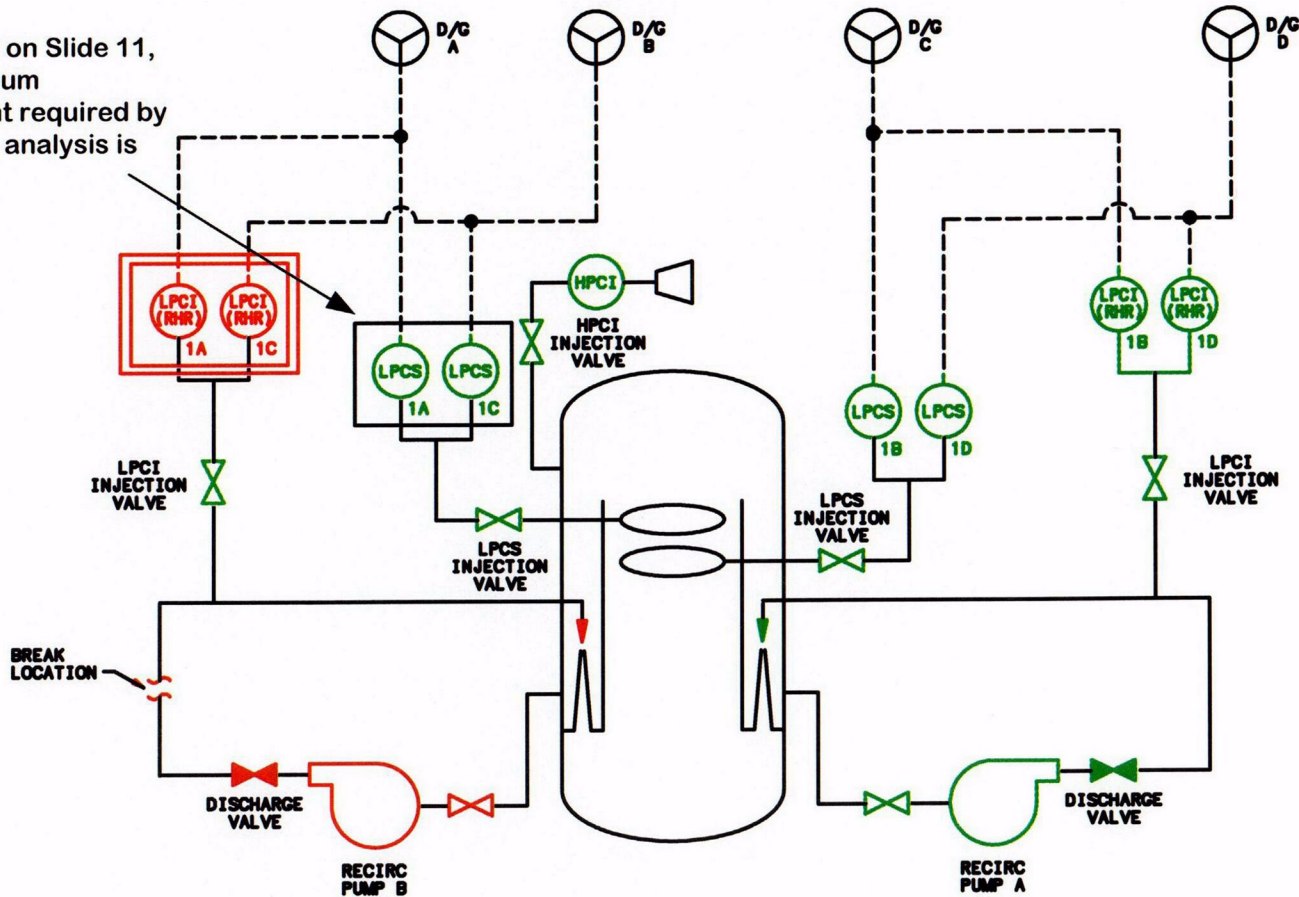 on Slide 11,
um
t required by
analysis is
D/G
A
D/G
B
D/G
C
D/G
D
LPCI
(RHR)
1A
LPCI
(RHR)
1C
LPCS
1A
LPCS
1C
HPCI
HPCI
INJECTION
VALVE
LPCI
(RHR)
1B
LPCI
(RHR)
1D
LPCS
1B
LPCS
1D
LPCI
INJECTION
VALVE
LPCS
INJECTION
VALVE
LPCS
INJECTION
VALVE
LPCI
INJECTION
VALVE
BREAK
LOCATION
DISCHARGE
VALVE
RECIRC
PUMP B
RECIRC
PUMP A
DISCHARGE
VALVE